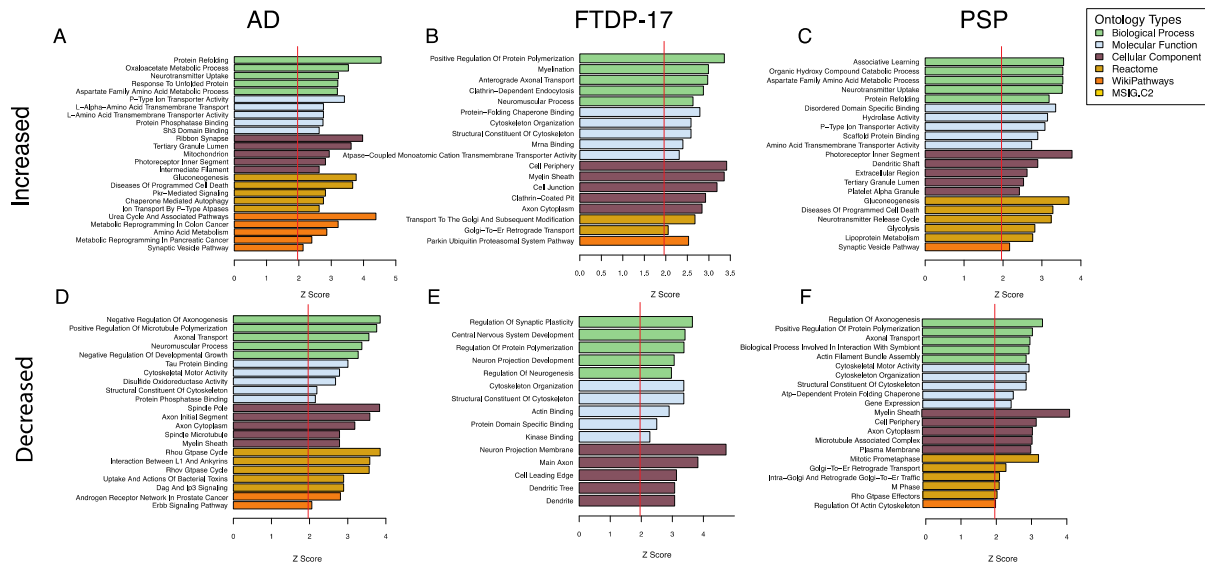 AD
FTDP-17
PSP
Ontology Types
Biological Process
Molecular Function
Cellular Component
Reactome
WikiPathways
MSIG.C2
Increased
A
Protein Refolding
Oxaloacetate Metabolic Process
Neurotransmitter Uptake
Response To Unfolded Protein
Aspartate Family Amino Acid Metabolic Process
P-Type Ion Transporter Activity
L-Alpha-Amino Acid Transmembrane Transport
L-Amino Acid Transmembrane Transporter Activity
Protein Phosphatase Binding
Sh3 Domain Binding
Ribbon Synapse
Tertiary Granule Lumen
Mitochondrion
Photoreceptor Inner Segment
Intermediate Filament
Gluconeogenesis
Diseases Of Programmed Cell Death
Pkr-Mediated Signaling
Chaperone Mediated Autophagy
Ion Transport By P-Type Atpases
Urea Cycle And Associated Pathways
Metabolic Reprogramming In Colon Cancer
Amino Acid Metabolism
Metabolic Reprogramming In Pancreatic Cancer
Synaptic Vesicle Pathway
0 1 2 3 4 5
Z Score
B
Positive Regulation Of Protein Polymerization
Myelination
Anterograde Axonal Transport
Clathrin-Dependent Endocytosis
Neuromuscular Process
Protein-Folding Chaperone Binding
Cytoskeleton Organization
Structural Constituent Of Cytoskeleton
Mrna Binding
Atpase-Coupled Monoatomic Cation Transmembrane Transporter Activity
Cell Periphery
Myelin Sheath
Cell Junction
Clathrin-Coated Pit
Axon Cytoplasm
Transport To The Golgi And Subsequent Modification
Golgi-To-Er Retrograde Transport
Parkin Ubiquitin Proteasomal System Pathway
0,0 0,5 1,0 1,5 2,0 2,5 3,0 3,5
Z Score
C
Associative Learning
Organic Hydroxy Compound Catabolic Process
Aspartate Family Amino Acid Metabolic Process
Neurotransmitter Uptake
Protein Refolding
Disordered Domain Specific Binding
Hydrolase Activity
P-Type Ion Transporter Activity
Scaffold Protein Binding
Amino Acid Transmembrane Transporter Activity
Photoreceptor Inner Segment
Dendritic Shaft
Extracellular Region
Tertiary Granule Lumen
Platelet Alpha Granule
Gluconeogenesis
Diseases Of Programmed Cell Death
Neurotransmitter Release Cycle
Glycolysis
Lipoprotein Metabolism
Synaptic Vesicle Pathway
0 1 2 3 4
Z Score
Decreased
D
Negative Regulation Of Axonogenesis
Positive Regulation Of Microtubule Polymerization
Axonal Transport
Neuromuscular Process
Negative Regulation Of Developmental Growth
Tau Protein Binding
Cytoskeletal Motor Activity
Disulfide Oxidoreductase Activity
Structural Constituent Of Cytoskeleton
Protein Phosphatase Binding
Spindle Pole
Axon Initial Segment
Axon Cytoplasm
Spindle Microtubule
Myelin Sheath
Rhou Gtpase Cycle
Interaction Between L1 And Ankyrins
Rhov Gtpase Cycle
Uptake And Actions Of Bacterial Toxins
Dag And Ip3 Signaling
Androgen Receptor Network In Prostate Cancer
Erbb Signaling Pathway
0 1 2 3 4
Z Score
E
Regulation Of Synaptic Plasticity
Central Nervous System Development
Regulation Of Protein Polymerization
Neuron Projection Development
Regulation Of Neurogenesis
Cytoskeleton Organization
Structural Constituent Of Cytoskeleton
Actin Binding
Protein Domain Specific Binding
Kinase Binding
Neuron Projection Membrane
Main Axon
Cell Leading Edge
Dendritic Tree
Dendrite
0 1 2 3 4
Z Score
F
Regulation Of Axonogenesis
Positive Regulation Of Protein Polymerization
Axonal Transport
Biological Process Involved In Interaction With Symbiont
Actin Filament Bundle Assembly
Cytoskeletal Motor Activity
Cytoskeleton Organization
Structural Constituent Of Cytoskeleton
Atp-Dependent Protein Folding Chaperone
Gene Expression
Myelin Sheath
Cell Periphery
Axon Cytoplasm
Microtubule Associated Complex
Plasma Membrane
Mitotic Prometaphase
Golgi-To-Er Retrograde Transport
Intra-Golgi And Retrograde Golgi-To-Er Traffic
M Phase
Rho Gtpase Effectors
Regulation Of Actin Cytoskeleton
0 1 2 3 4
Z Score